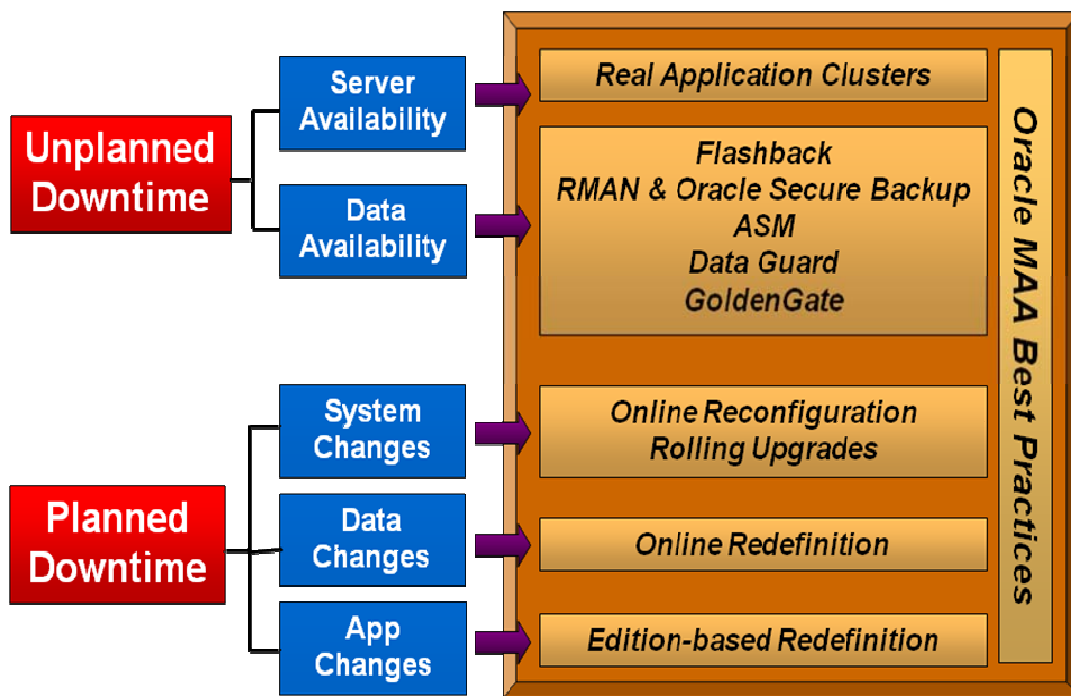 Unplanned
Downtime
Server
Availability
Real Application Clusters
Data
Availability
Flashback
RMAN & Oracle Secure Backup
ASM
Data Guard
GoldenGate
Planned
Downtime
System
Changes
Online Reconfiguration
Rolling Upgrades
Data
Changes
Online Redefinition
App
Changes
Edition-based Redefinition
Oracle MAA Best Practices